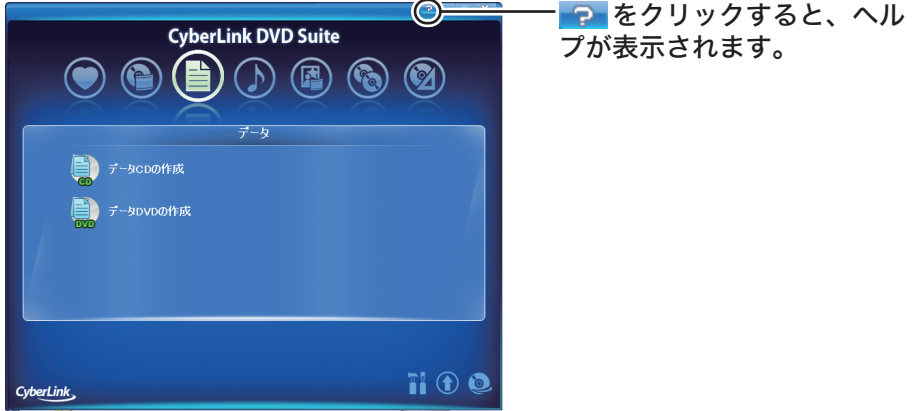 ?
CyberLink DVD Suite
データ
データCDの作成
CD
データDVDの作成
DVD
CyberLink
? をクリックすると、ヘル
プが表示されます。